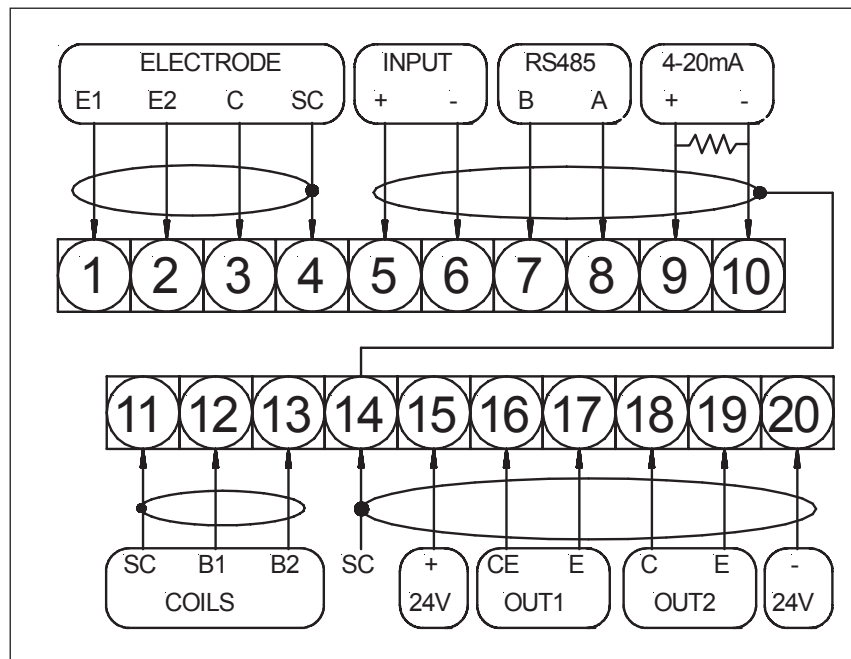 ELECTRODE INPUT RS485 4-20mA
E1 E2 C SC + - B A + -
1 2 3 4 5 6 7 8 9 10
11 12 13 14 15 16 17 18 19 20
SC B1 B2 SC + CE E C E -
COILS 24V OUT1 OUT2 24V